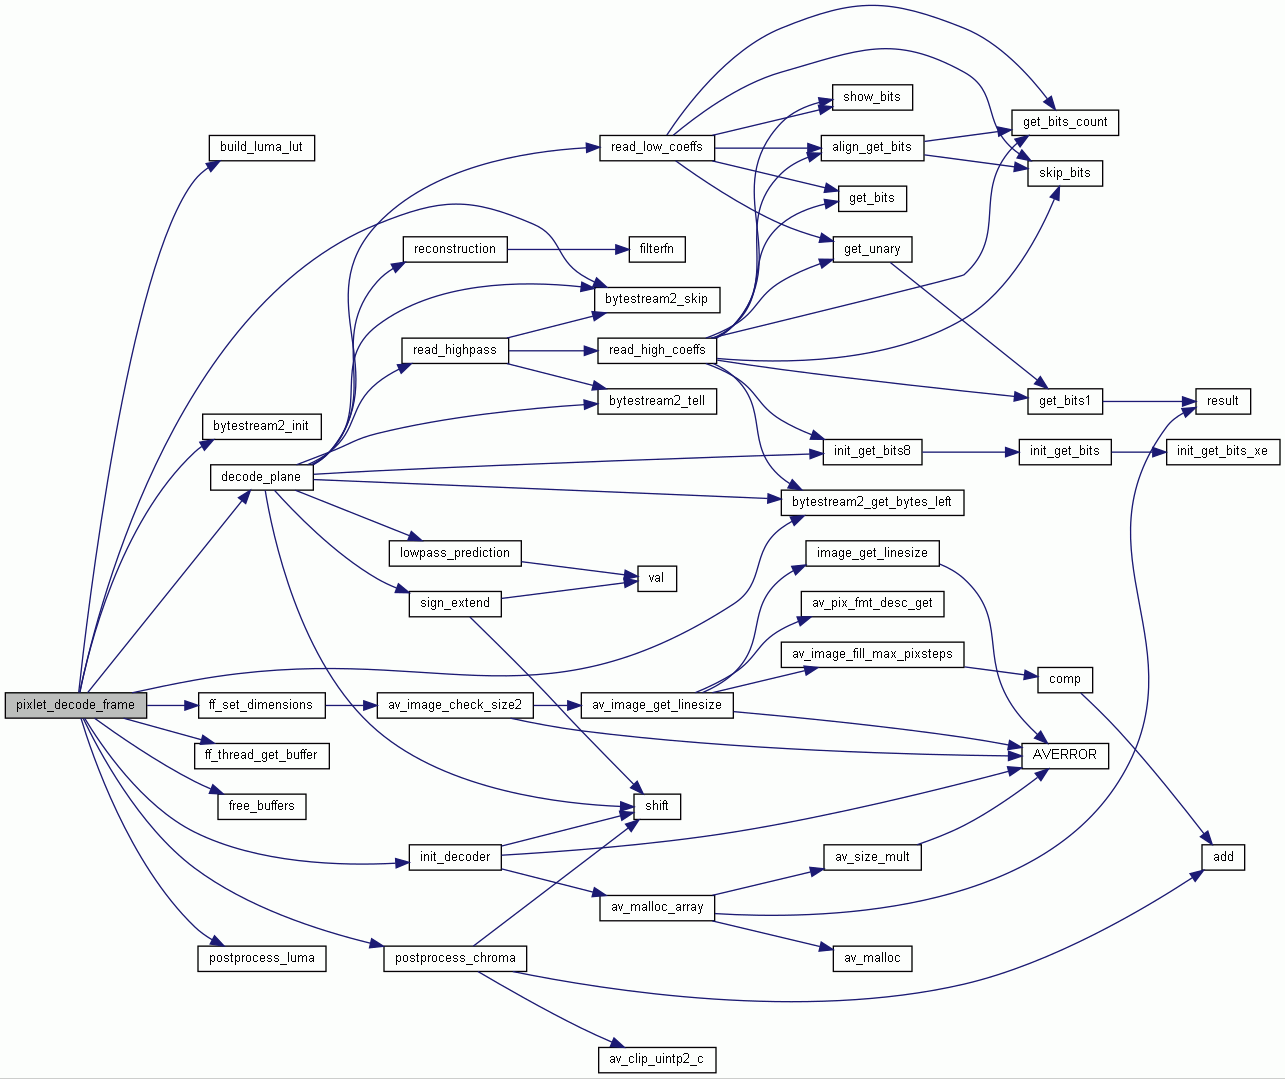 show_bits
get_bits_count
build_luma_lut
read_low_coeffs
align_get_bits
skip_bits
get_bits
reconstruction
filterfn
get_unary
bytestream2_skip
read_highpass
read_high_coeffs
bytestream2_tell
get_bits1
result
bytestream2_init
init_get_bits8
init_get_bits
init_get_bits_xe
decode_plane
bytestream2_get_bytes_left
lowpass_prediction
image_get_linesize
val
sign_extend
av_pix_fmt_desc_get
av_image_fill_max_pixsteps
comp
pixlet_decode_frame
ff_set_dimensions
av_image_check_size2
av_image_get_linesize
ff_thread_get_buffer
AVERROR
free_buffers
shift
init_decoder
av_size_mult
add
av_malloc_array
postprocess_luma
postprocess_chroma
av_malloc
av_clip_uintp2_c